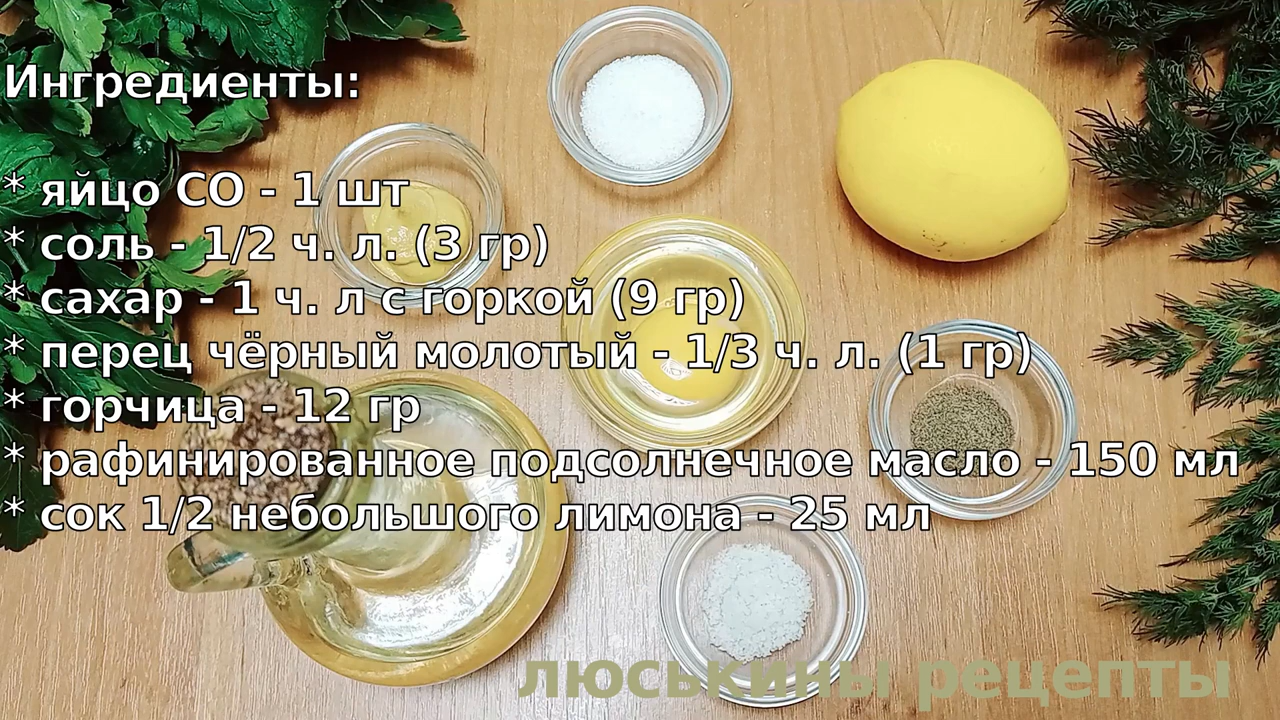 Ингредиенты:
* яйцо СО - 1 шт
* соль - 1/2 ч. л. (3 гр)
* сахар - 1 ч. л с горкой (9 гр)
* перец чёрный молотый - 1/3 ч. л. (1 гр)
* горчица - 12 гр
* рафинированное подсолнечное масло - 150 мл
* сок 1/2 небольшого лимона - 25 мл
люськины рецепты